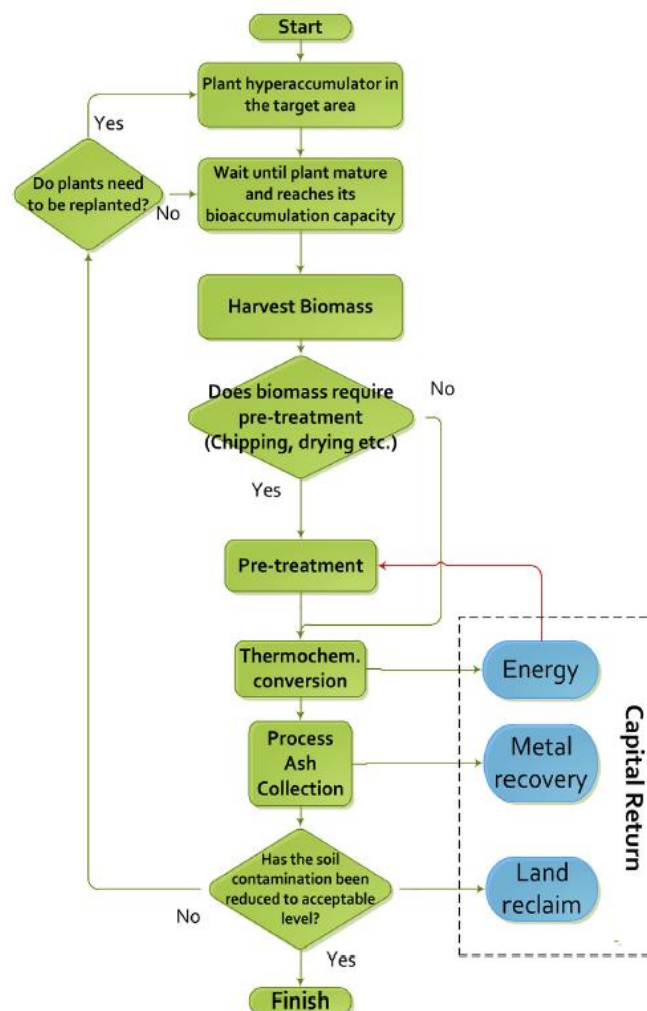 Start
Plant hyperaccumulator in
the target area
Yes
Do plants need
to be replanted?
No
Wait until plant mature
and reaches its
bioaccumulation capacity
Harvest Biomass
Does biomass require
pre-treatment
(Chipping, drying etc.)
No
Yes
Pre-treatment
Thermochem.
conversion
Energy
Process
Ash
Collection
Metal
recovery
Capital Return
Has the soil
contamination been
reduced to acceptable
level?
Land
reclaim
No
Yes
Finish